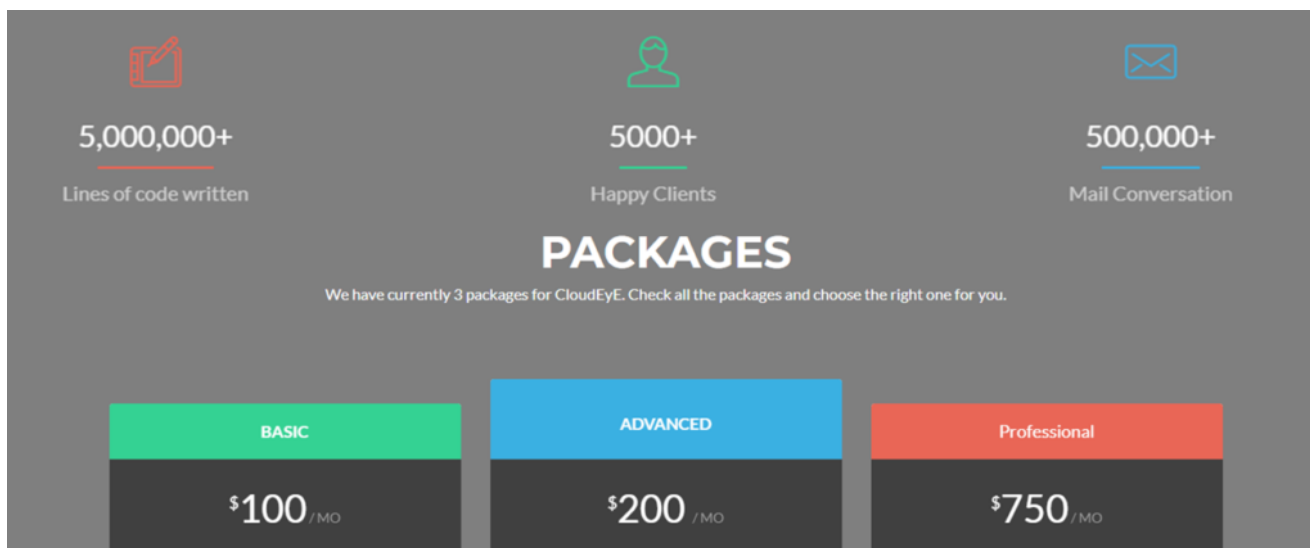 5,000,000+
5000+
500,000+
Lines of code written
Happy Clients
Mail Conversation
PACKAGES
We have currently 3 packages for CloudEyE. Check all the packages and choose the right one for you.
BASIC
ADVANCED
Professional
$100 / MO
$200 / MO
$750 / MO